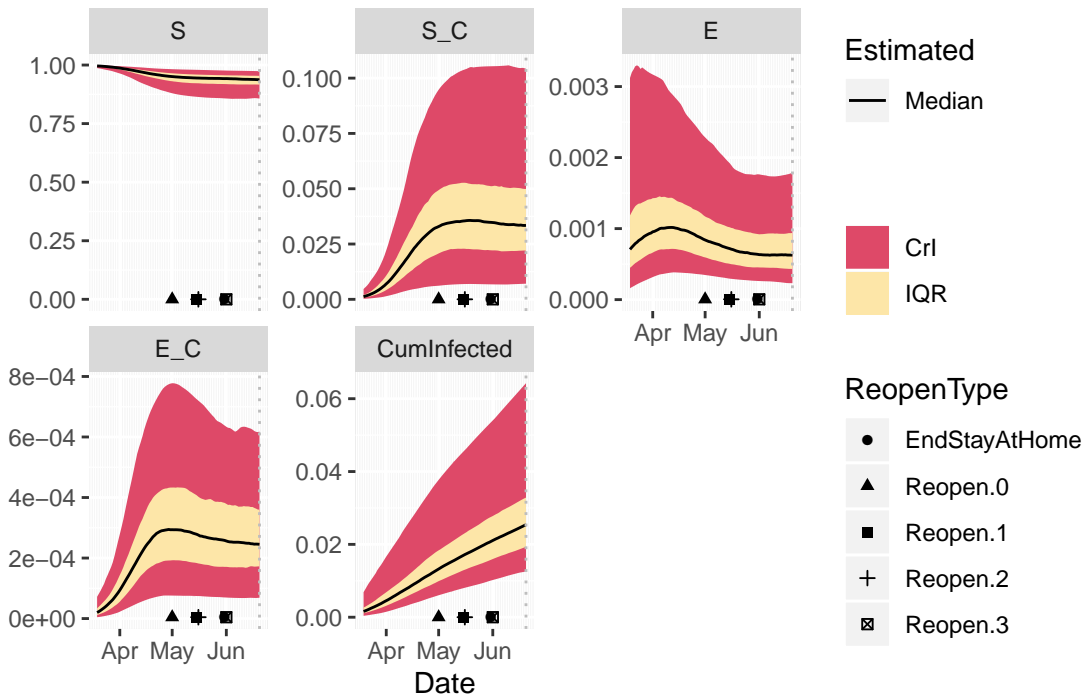 S
S_C
E
1.00
0.75
0.50
0.25
0.00
0.100
0.075
0.050
0.025
0.000
0.003
0.002
0.001
0.000
Apr May Jun
E_C
CumInfected
8e−04
6e−04
4e−04
2e−04
0e+00
Apr May Jun
0.06
0.04
0.02
0.00
Apr May Jun
Date
Estimated
Median
CrI
IQR
ReopenType
EndStayAtHome
Reopen.0
Reopen.1
Reopen.2
Reopen.3